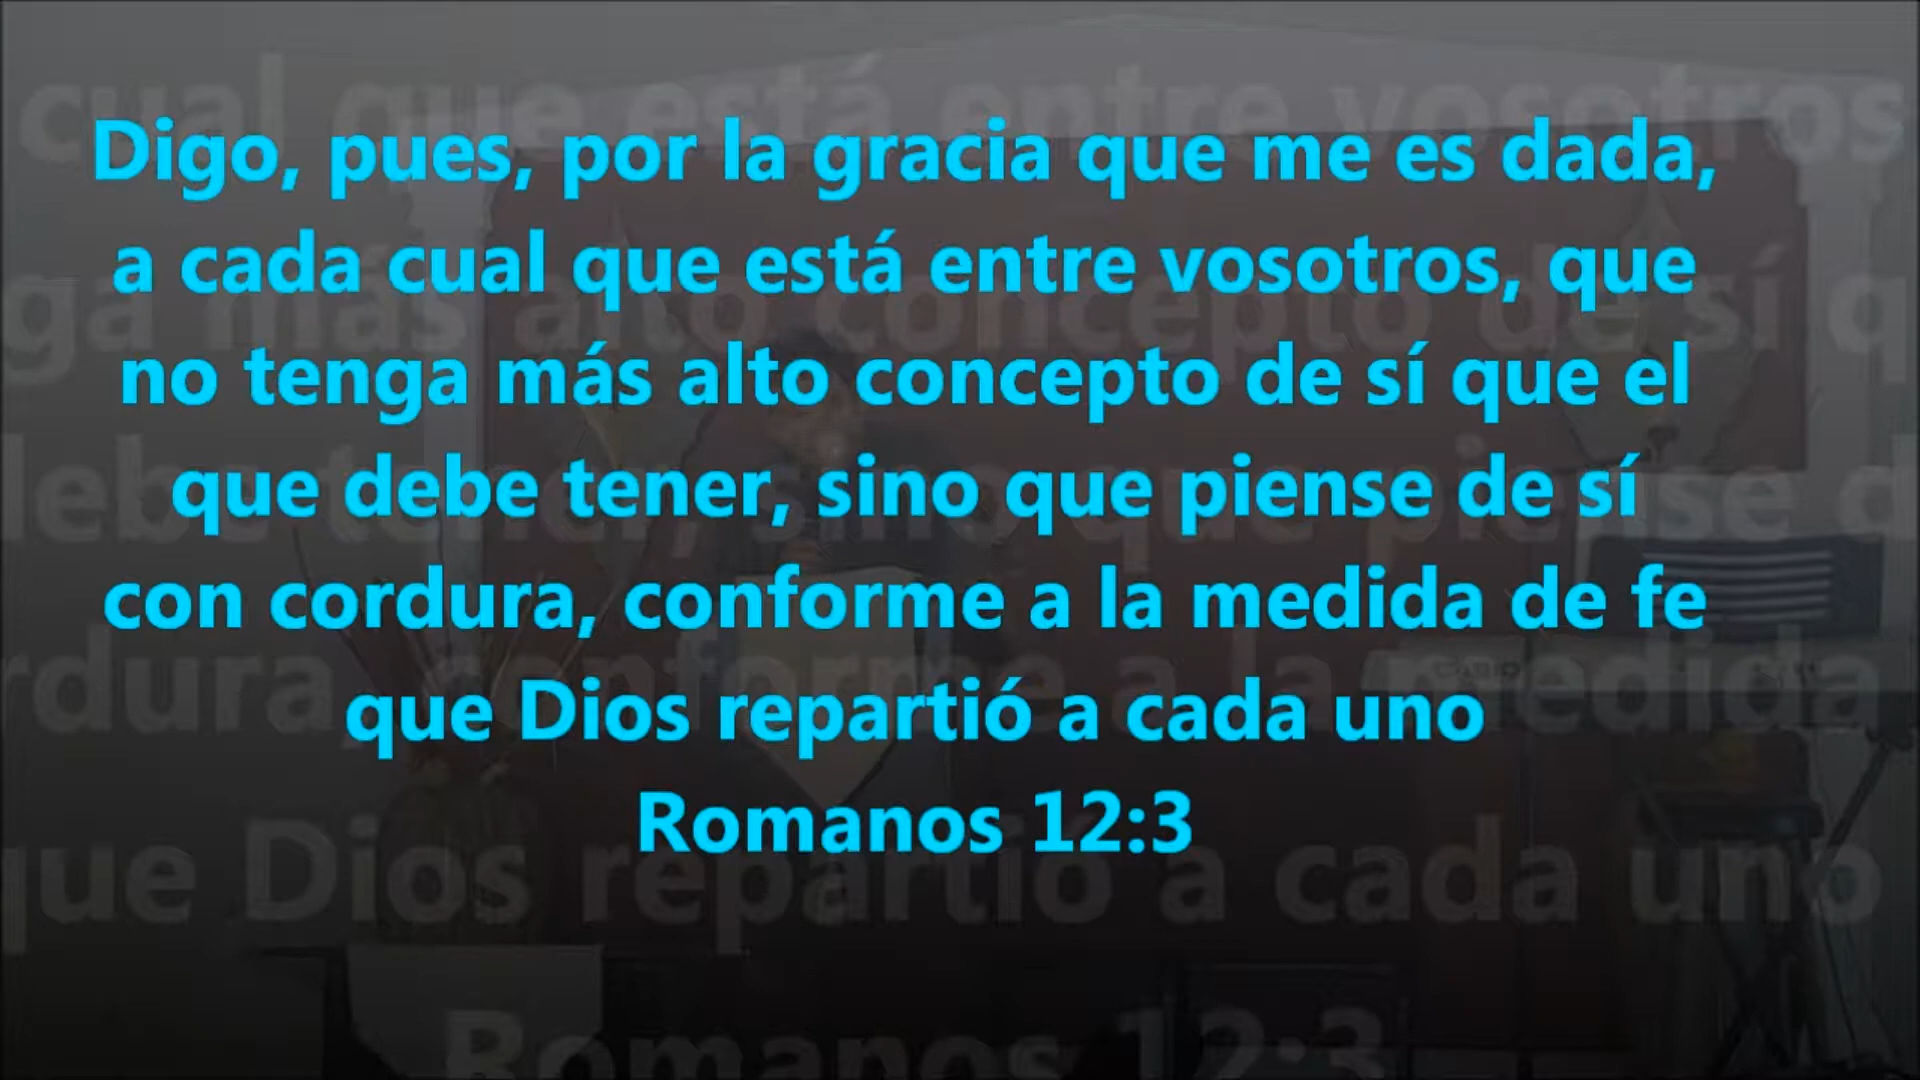 Digo, pues, por la gracia que me es dada,
a cada cual que está entre vosotros, que
no tenga más alto concepto de sí que el
que debe tener, sino que piense de sí
con cordura, conforme a la medida de fe
que Dios repartió a cada uno
Romanos 12:3